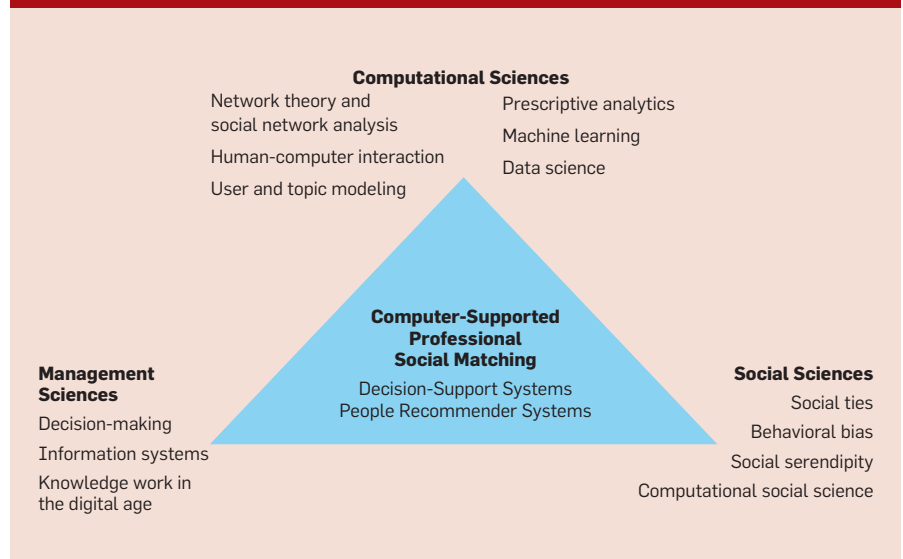 Computational Sciences
Network theory and
social network analysis
Human-computer interaction
User and topic modeling
Prescriptive analytics
Machine learning
Data science
Computer-Supported
Professional
Social Matching
Decision-Support Systems
People Recommender Systems
Management
Sciences
Decision-making
Information systems
Knowledge work in
the digital age
Social Sciences
Social ties
Behavioral bias
Social serendipity
Computational social science